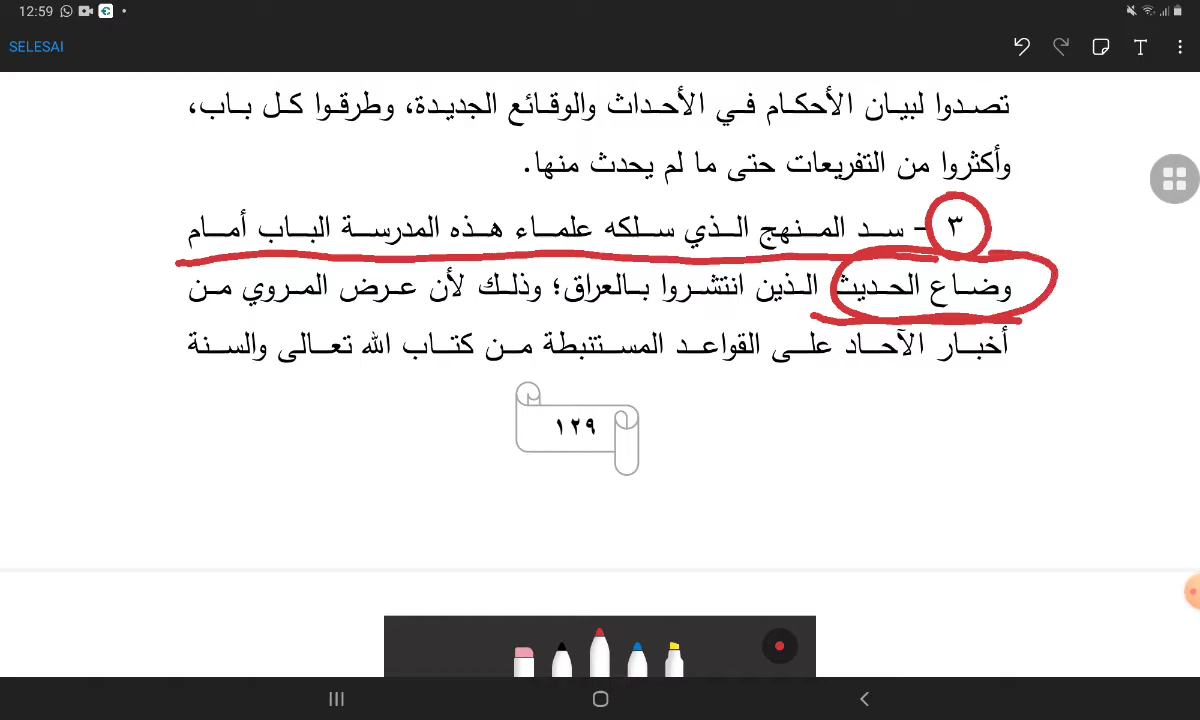 12:59
SELESAI
T
تصدوا لبيان الأحكام في الأحداث والوقائع الجديدة، وطرقوا كل باب،
وأكثروا من التفريعات حتى ما لم يحدث منها.
٣- سد المنهج الذي سلكه علماء هذه المدرسة الباب أمام
وضاع الحديث الذين انتشروا بالعراق؛ وذلك لأن عرض المروي من
أخبار الآحاد على القواعد المستنبطة من كتاب الله تعالى والسنة
١٢٩